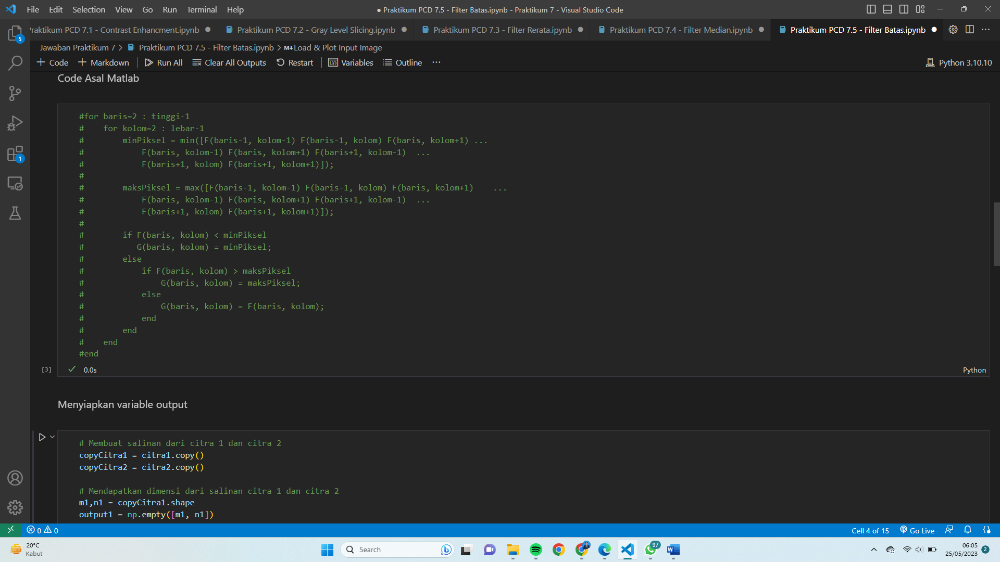 File Edit Selection View Go Run Terminal Help
● Praktikum PCD 7.5 - Filter Batas.ipynb - Praktikum 7 - Visual Studio Code
Praktikum PCD 7.1 - Contrast Enhancment.ipynb
Praktikum PCD 7.2 - Gray Level Slicing.ipynb
Praktikum PCD 7.3 - Filter Rerata.ipynb
Praktikum PCD 7.4 - Filter Median.ipynb
Praktikum PCD 7.5 - Filter Batas.ipynb
5
Jawaban Praktikum 7 > Praktikum PCD 7.5 - Filter Batas.ipynb > M↓Load & Plot Input Image
+ Code + Markdown Run All Clear All Outputs Restart Variables Outline ...
Python 3.10.10
Code Asal Matlab
#for baris=2 : tinggi-1
#    for kolom=2 : lebar-1
#        minPiksel = min([F(baris-1, kolom-1) F(baris-1, kolom) F(baris, kolom+1) ...
#            F(baris, kolom-1) F(baris, kolom+1) F(baris+1, kolom-1)  ...
#            F(baris+1, kolom) F(baris+1, kolom+1)]);
#
#        maksPiksel = max([F(baris-1, kolom-1) F(baris-1, kolom) F(baris, kolom+1)    ...
#            F(baris, kolom-1) F(baris, kolom+1) F(baris+1, kolom-1)  ...
#            F(baris+1, kolom) F(baris+1, kolom+1)]);
#
#        if F(baris, kolom) < minPiksel
#           G(baris, kolom) = minPiksel;
#        else
#            if F(baris, kolom) > maksPiksel
#                G(baris, kolom) = maksPiksel;
#            else
#                G(baris, kolom) = F(baris, kolom);
#            end
#        end
#    end
#end
1
[3] ✓ 0.0s
Python
Menyiapkan variable output
# Membuat salinan dari citra 1 dan citra 2
copyCitra1 = citra1.copy()
copyCitra2 = citra2.copy()
# Mendapatkan dimensi dari salinan citra 1 dan citra 2
m1,n1 = copyCitra1.shape
output1 = np.empty([m1, n1])
0 0
Cell 4 of 15 Go Live
20°C
Kabut
Search
97
06:05
25/05/2023
2